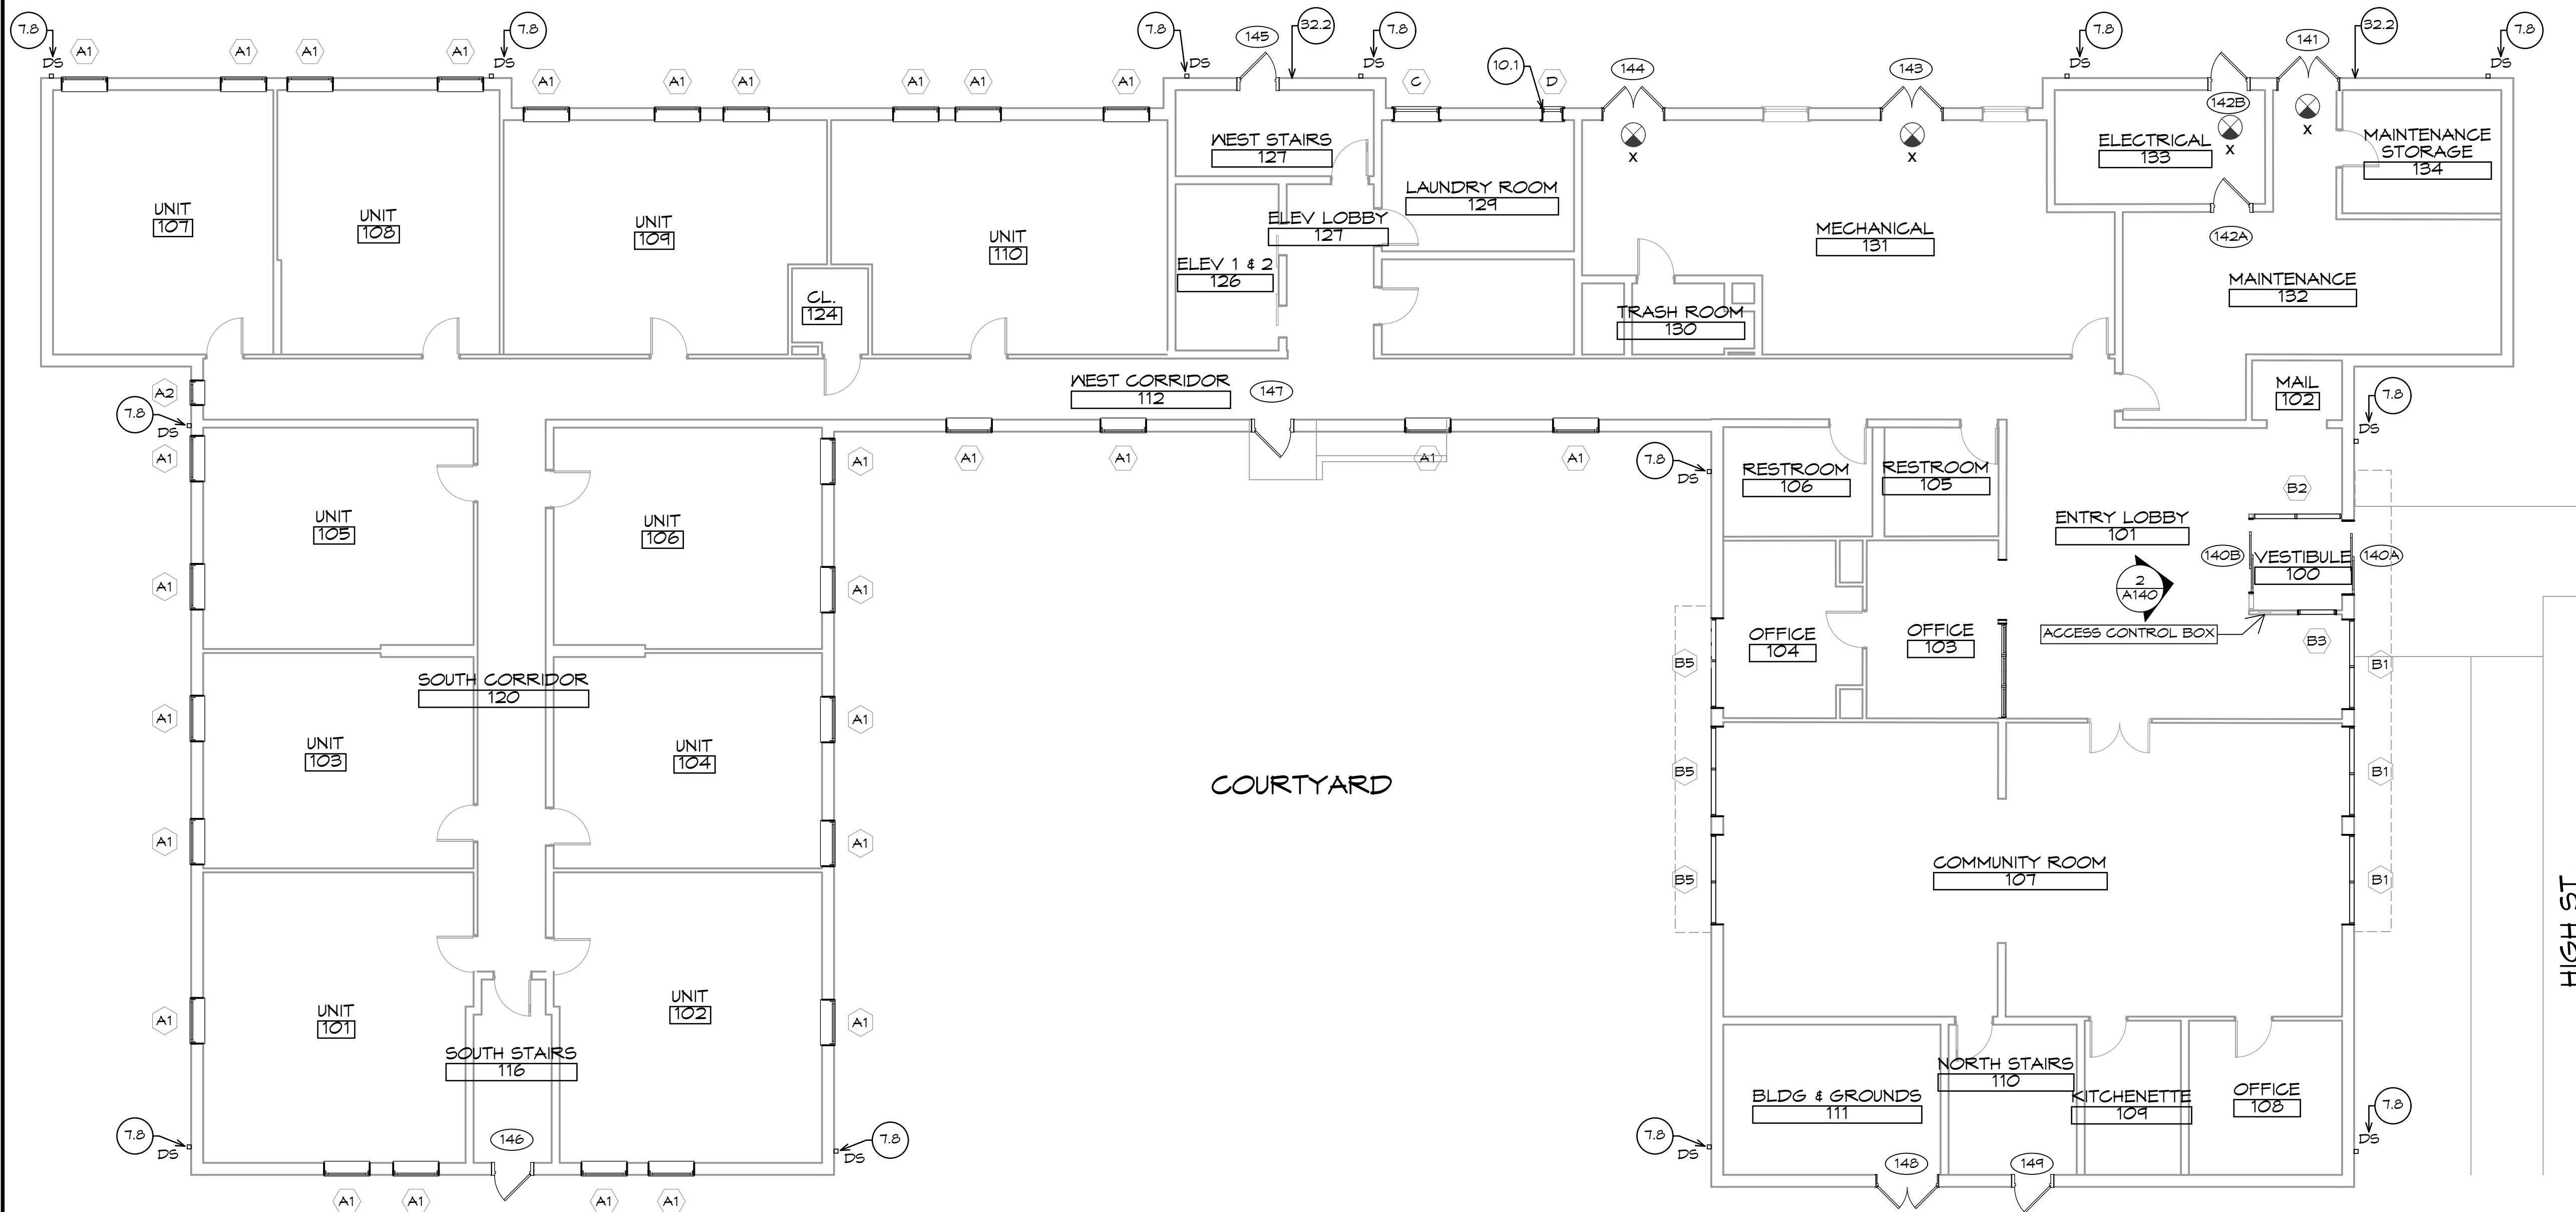 7.8
DS
A1
A1
A1
A1
7.8
DS
A1
A1
A1
A1
A1
A1
7.8
DS
145
32.2
7.8
DS
C
10.1
D
144
X
143
X
7.8
DS
142B
X
141
X
32.2
7.8
DS
UNIT
107
UNIT
108
UNIT
109
CL.
124
UNIT
110
WEST STAIRS
127
ELEV LOBBY
127
ELEV 1 & 2
126
LAUNDRY ROOM
129
TRASH ROOM
130
MECHANICAL
131
ELECTRICAL
133
142A
MAINTENANCE
STORAGE
134
MAINTENANCE
132
MAIL
102
7.8
DS
A2
7.8
DS
A1
WEST CORRIDOR
112
147
A1
A1
A1
A1
A1
7.8
DS
RESTROOM
106
RESTROOM
105
B2
ENTRY LOBBY
101
140B
VESTIBULE
100
140A
2
A140
ACCESS CONTROL BOX
B3
UNIT
105
UNIT
106
A1
A1
OFFICE
104
OFFICE
103
B5
B1
SOUTH CORRIDOR
120
A1
A1
UNIT
103
UNIT
104
COURTYARD
B5
B1
A1
A1
B5
COMMUNITY ROOM
107
B1
HIGH ST
A1
UNIT
101
UNIT
102
A1
SOUTH STAIRS
116
BLDG & GROUNDS
111
NORTH STAIRS
110
KITCHENETTE
109
OFFICE
108
7.8
DS
146
7.8
DS
7.8
DS
148
149
7.8
DS
A1
A1
A1
A1